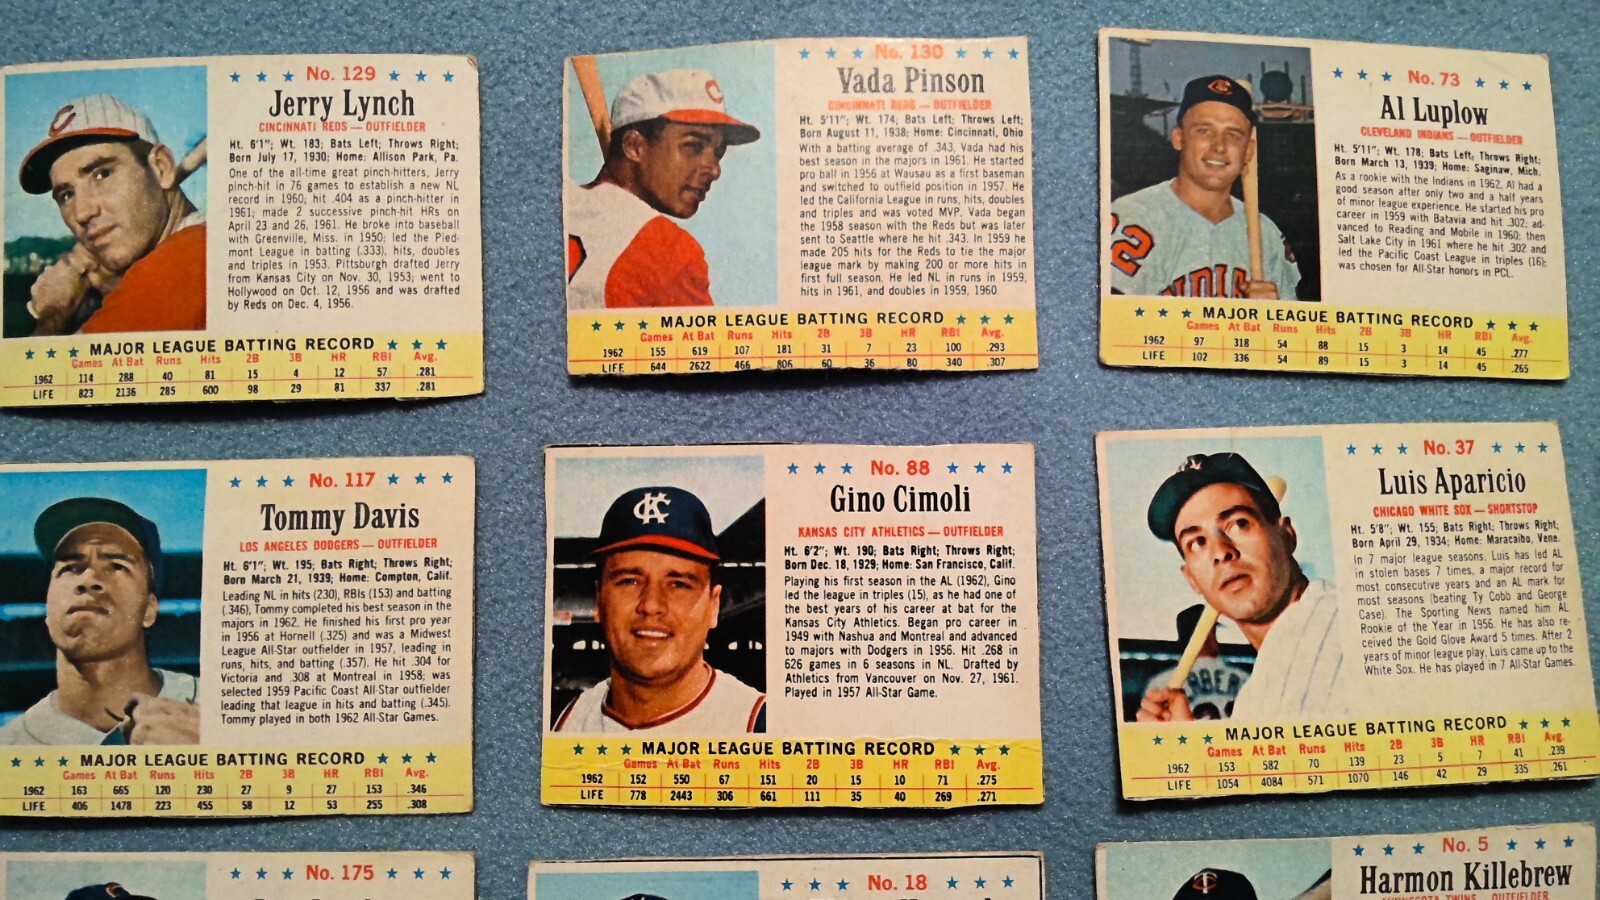 ★ ★ ★ No. 129 ★ ★ ★
Jerry Lynch
CINCINNATI REDS — OUTFIELDER
Ht. 6'1"; Wt. 183; Bats Left; Throws Right;
Born July 17, 1930; Home: Allison Park, Pa.
One of the all-time great pinch-hitters, Jerry
pinch-hit in 76 games to establish a new NL
record in 1960; hit .404 as a pinch-hitter in
1961; made 2 successive pinch-hit HRs on
April 23 and 26, 1961. He broke into baseball
with Greenville, Miss. in 1950; led the Pied-
mont League in batting (.333), hits, doubles
and triples in 1953. Pittsburgh drafted Jerry
from Kansas City on Nov. 30, 1953; went to
Hollywood on Oct. 12, 1956 and was drafted
by Reds on Dec. 4, 1956.
★ ★ ★ MAJOR LEAGUE BATTING RECORD ★ ★ ★
Games At Bat Runs Hits 2B 3B HR RBI Avg.
1962 114 288 40 81 15 4 12 57 .281
LIFE 823 2136 285 600 98 29 81 337 .281
★ ★ ★ No. 130 ★ ★ ★
Vada Pinson
CINCINNATI REDS — OUTFIELDER
Ht. 5'11"; Wt. 174; Bats Left; Throws Left;
Born August 11, 1938; Home: Cincinnati, Ohio
With a batting average of .343, Vada had his
best season in the majors in 1961. He started
pro ball in 1956 at Wausau as a first baseman
and switched to outfield position in 1957. He
led the California League in runs, hits, doubles
and triples and was voted MVP. Vada began
the 1958 season with the Reds but was later
sent to Seattle where he hit .343. In 1959 he
made 205 hits for the Reds to tie the major
league mark by making 200 or more hits in
first full season. He led NL in runs in 1959,
hits in 1961, and doubles in 1959, 1960.
★ ★ ★ MAJOR LEAGUE BATTING RECORD ★ ★ ★
Games At Bat Runs Hits 2B 3B HR RBI Avg.
1962 155 619 107 181 31 7 23 100 .293
LIFE 644 2622 466 806 60 36 80 340 .307
★ ★ ★ No. 73 ★ ★ ★
Al Luplow
CLEVELAND INDIANS — OUTFIELDER
Ht. 5'11"; Wt. 178; Bats Left; Throws Right;
Born March 13, 1939; Home: Saginaw, Mich.
As a rookie with the Indians in 1962, Al had a
good season after only two and a half years
of minor league experience. He started his pro
career in 1959 with Batavia and hit .302; ad-
vanced to Reading and Mobile in 1960; then
Salt Lake City in 1961 where he hit .302 and
led the Pacific Coast League in triples (16);
was chosen for All-Star honors in PCL.
★ ★ ★ MAJOR LEAGUE BATTING RECORD ★ ★ ★
Games At Bat Runs Hits 2B 3B HR RBI Avg.
1962 97 318 54 88 15 3 14 45 .277
LIFE 102 336 54 89 15 3 14 45 .265
★ ★ ★ No. 117 ★ ★ ★
Tommy Davis
LOS ANGELES DODGERS — OUTFIELDER
Ht. 6'1"; Wt. 195; Bats Right; Throws Right;
Born March 21, 1939; Home: Compton, Calif.
Leading NL in hits (230), RBIs (153) and batting
(.346), Tommy completed his best season in the
majors in 1962. He finished his first pro year
in 1956 at Hornell (.325) and was a Midwest
League All-Star outfielder in 1957, leading in
runs, hits, and batting (.357). He hit .304 for
Victoria and .308 at Montreal in 1958; was
selected 1959 Pacific Coast All-Star outfielder
leading that league in hits and batting (.345).
Tommy played in both 1962 All-Star Games.
★ ★ ★ MAJOR LEAGUE BATTING RECORD ★ ★ ★
Games At Bat Runs Hits 2B 3B HR RBI Avg.
1962 163 665 120 230 27 9 27 153 .346
LIFE 406 1478 223 455 58 12 53 255 .308
★ ★ ★ No. 88 ★ ★ ★
Gino Cimoli
KANSAS CITY ATHLETICS — OUTFIELDER
Ht. 6'2"; Wt. 190; Bats Right; Throws Right;
Born Dec. 18, 1929; Home: San Francisco, Calif.
Playing his first season in the AL (1962), Gino
led the league in triples (15), as he had one of
the best years of his career at bat for the
Kansas City Athletics. Began pro career in
1949 with Nashua and Montreal and advanced
to majors with Dodgers in 1956. Hit .268 in
626 games in 6 seasons in NL. Drafted by
Athletics from Vancouver on Nov. 27, 1961.
Played in 1957 All-Star Game.
★ ★ ★ MAJOR LEAGUE BATTING RECORD ★ ★ ★
Games At Bat Runs Hits 2B 3B HR RBI Avg.
1962 152 550 67 151 20 15 10 71 .275
LIFE 778 2443 306 661 111 35 40 269 .271
★ ★ ★ No. 37 ★ ★ ★
Luis Aparicio
CHICAGO WHITE SOX — SHORTSTOP
Ht. 5'8"; Wt. 155; Bats Right; Throws Right;
Born April 29, 1934; Home: Maracaibo, Vene.
In 7 major league seasons, Luis has led AL
in stolen bases 7 times, a major record for
most consecutive years and an AL mark for
most seasons (beating Ty Cobb and George
Case). The Sporting News named him AL
Rookie of the Year in 1956. He has also re-
ceived the Gold Glove Award 5 times. After 2
years of minor league play, Luis came up to the
White Sox. He has played in 7 All-Star Games.
★ ★ ★ MAJOR LEAGUE BATTING RECORD ★ ★ ★
Games At Bat Runs Hits 2B 3B HR RBI Avg.
1962 153 582 70 139 23 5 7 41 .239
LIFE 1054 4084 571 1070 146 42 29 335 .261
★ ★ ★ No. 175 ★ ★ ★
★ ★ ★ No. 18 ★ ★ ★
★ ★ ★ No. 5 ★ ★ ★
Harmon Killebrew
MINNESOTA TWINS — OUTFIELDER